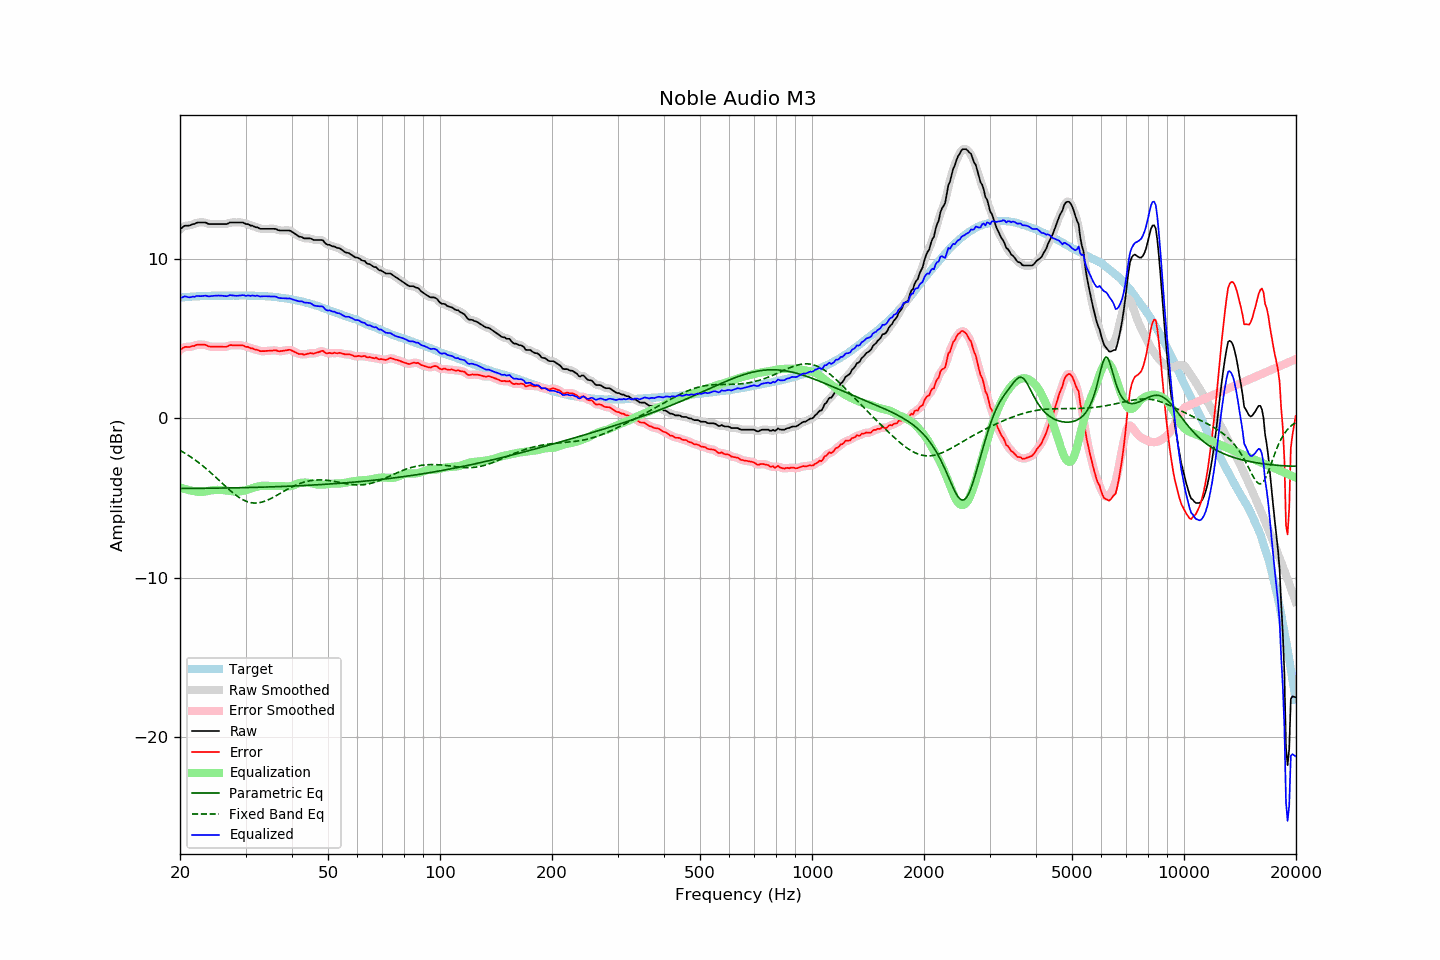 Noble Audio M3
Amplitude (dBr)
10
0
−10
−20
Target
Raw Smoothed
Error Smoothed
Raw
Error
Equalization
Parametric Eq
Fixed Band Eq
Equalized
20 50 100 200 500 1000 2000 5000 10000 20000
Frequency (Hz)